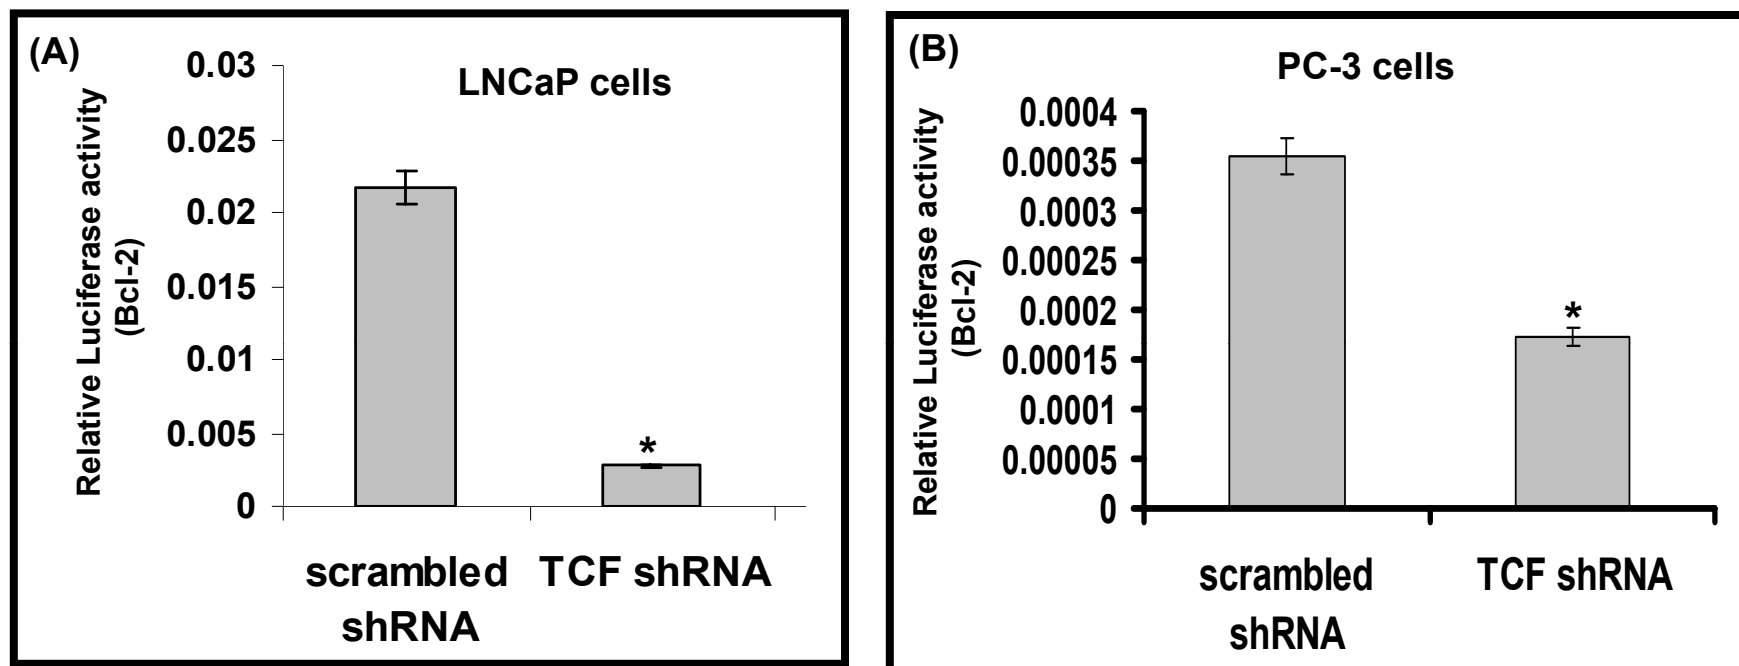 (A)
LNCaP cells
Relative Luciferase activity
(Bcl-2)
0.03
0.025
0.02
0.015
0.01
0.005
0
*
scrambled
shRNA
TCF shRNA
(B)
PC-3 cells
Relative Luciferase activity
(Bcl-2)
0.0004
0.00035
0.0003
0.00025
0.0002
0.00015
0.0001
0.00005
0
*
scrambled
shRNA
TCF shRNA